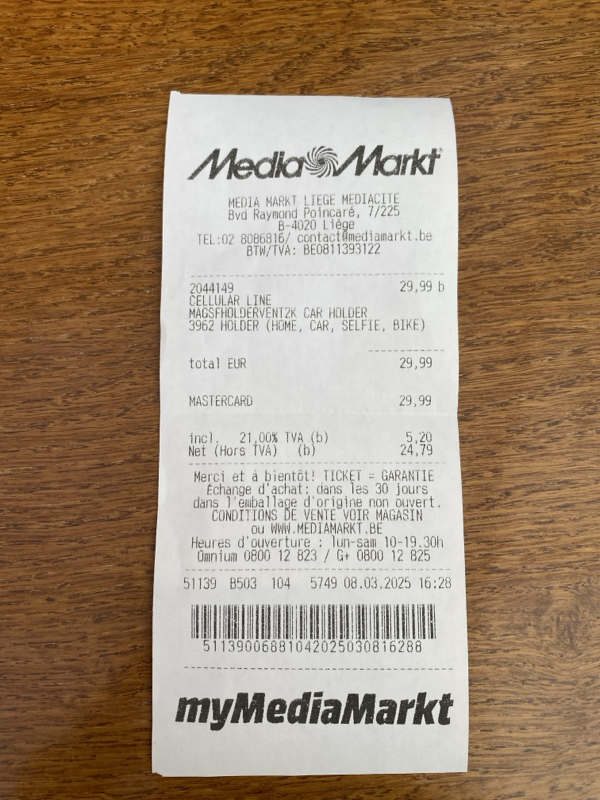 MediaMarkt
MEDIA MARKT LIEGE MEDIACITE
Bvd Raymond Poincaré, 7/225
B-4020 Liège
TEL:02 8086816/ contact@mediamarkt.be
BTW/TVA: BE0811393122
2044149 29,99 b
CELLULAR LINE
MAGSFHOLDERVENT2K CAR HOLDER
3962 HOLDER (HOME, CAR, SELFIE, BIKE)
total EUR 29,99
MASTERCARD 29,99
incl. 21,00% TVA (b) 5,20
Net (Hors TVA) (b) 24,79
Merci et à bientôt! TICKET = GARANTIE
Échange d'achat: dans les 30 jours
dans l'emballage d'origine non ouvert.
CONDITIONS DE VENTE VOIR MAGASIN
ou WWW.MEDIAMARKT.BE
Heures d'ouverture : lun-sam 10-19.30h
Omnium 0800 12 823 / G+ 0800 12 825
51139 B503 104 5749 08.03.2025 16:28
51139006881042025030816288
myMediaMarkt